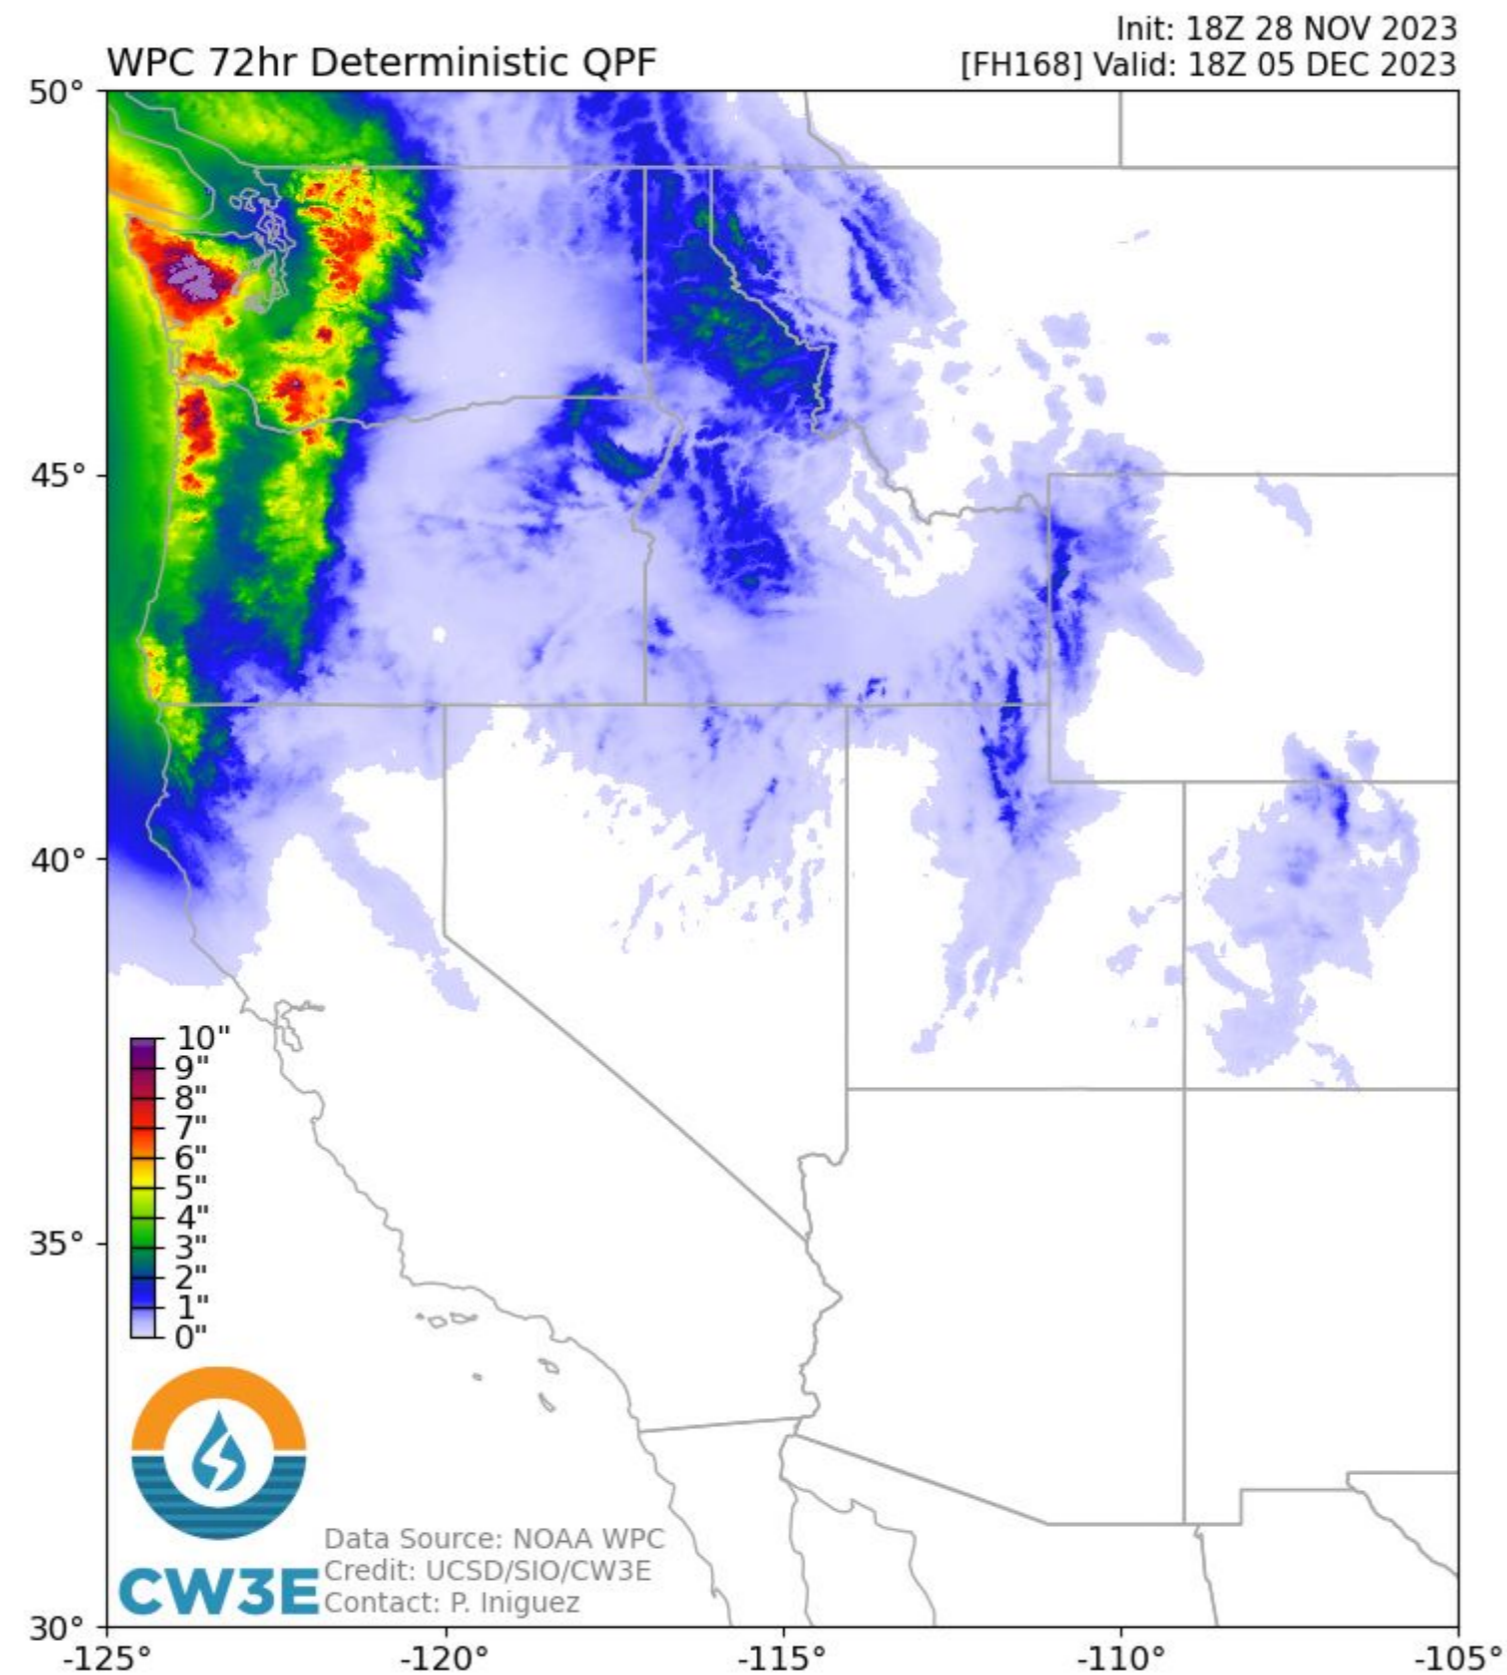 Init: 18Z 28 NOV 2023
WPC 72hr Deterministic QPF [FH168] Valid: 18Z 05 DEC 2023
50°
45°
40°
10"
9"
8"
7"
6"
5"
4"
35°
3"
2"
1"
0"
Data Source: NOAA WPC
Credit: UCSD/SIO/CW3E
CW3E
Contact: P. Iniguez
30°
-125° -120° -115° -110° -105°